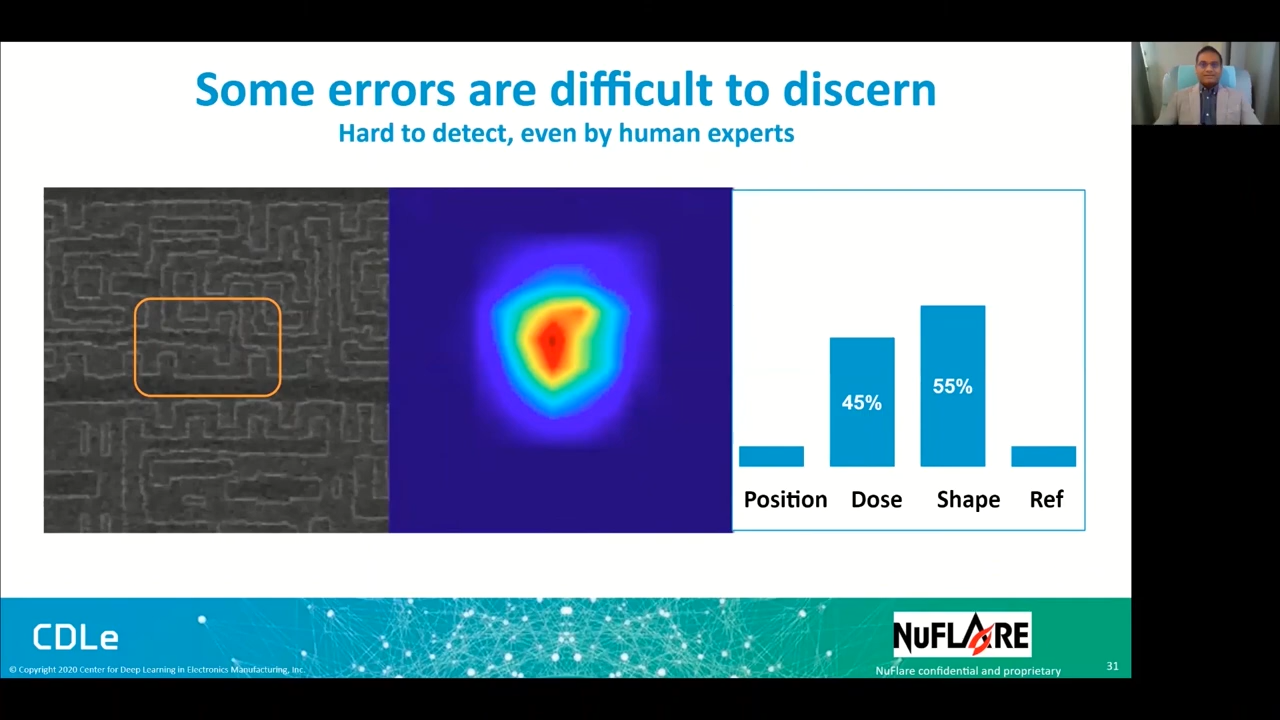 Some errors are difficult to discern
Hard to detect, even by human experts
45%
55%
Position Dose Shape Ref
CDLe
NUFLARE
© Copyright 2020 Center for Deep Learning in Electronics Manufacturing, Inc.
NuFlare confidential and proprietary
31